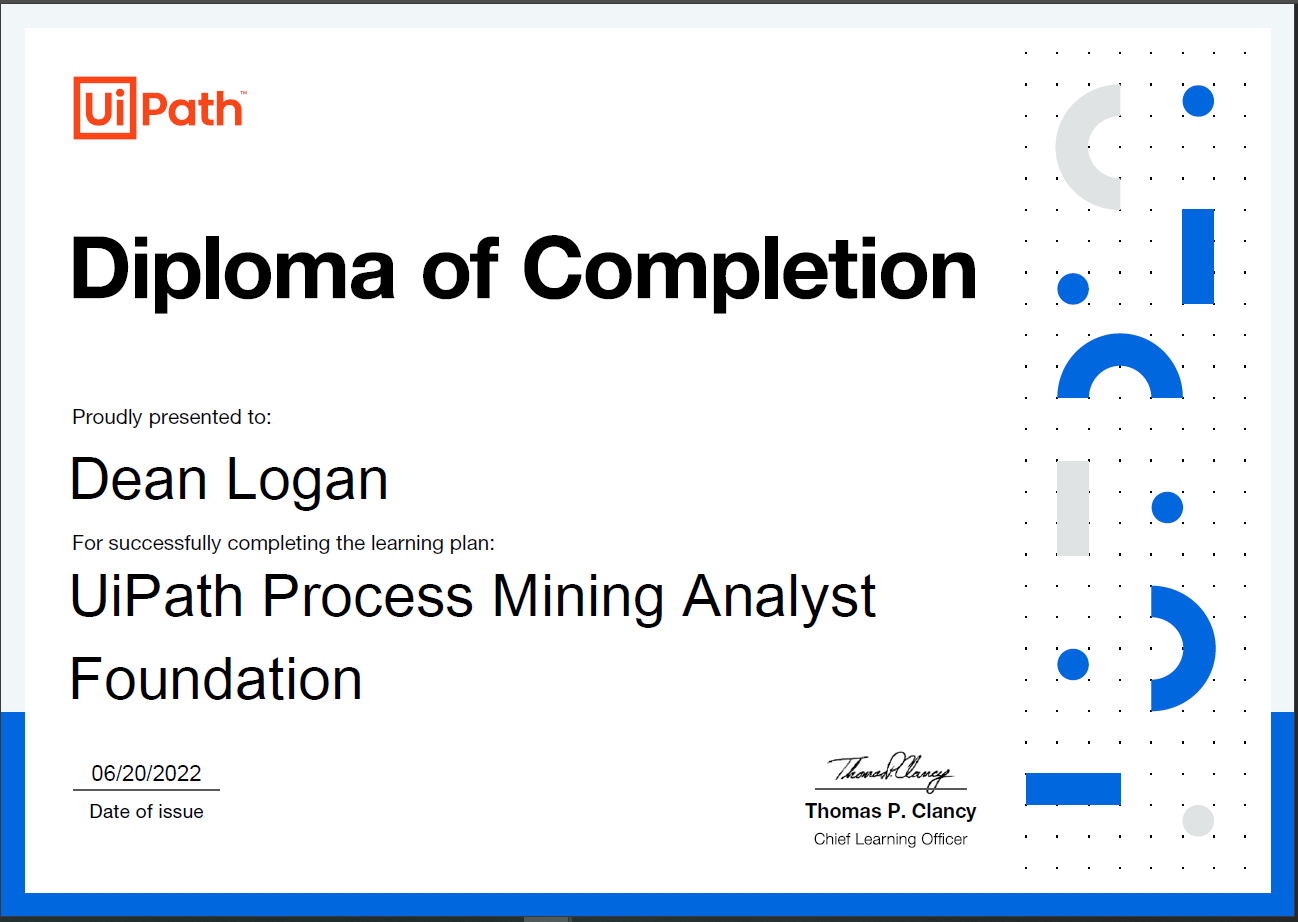 UiPath™
Diploma of Completion
Proudly presented to:
Dean Logan
For successfully completing the learning plan:
UiPath Process Mining Analyst
Foundation
06/20/2022
Date of issue
Thomas P. Clancy
Thomas P. Clancy
Chief Learning Officer